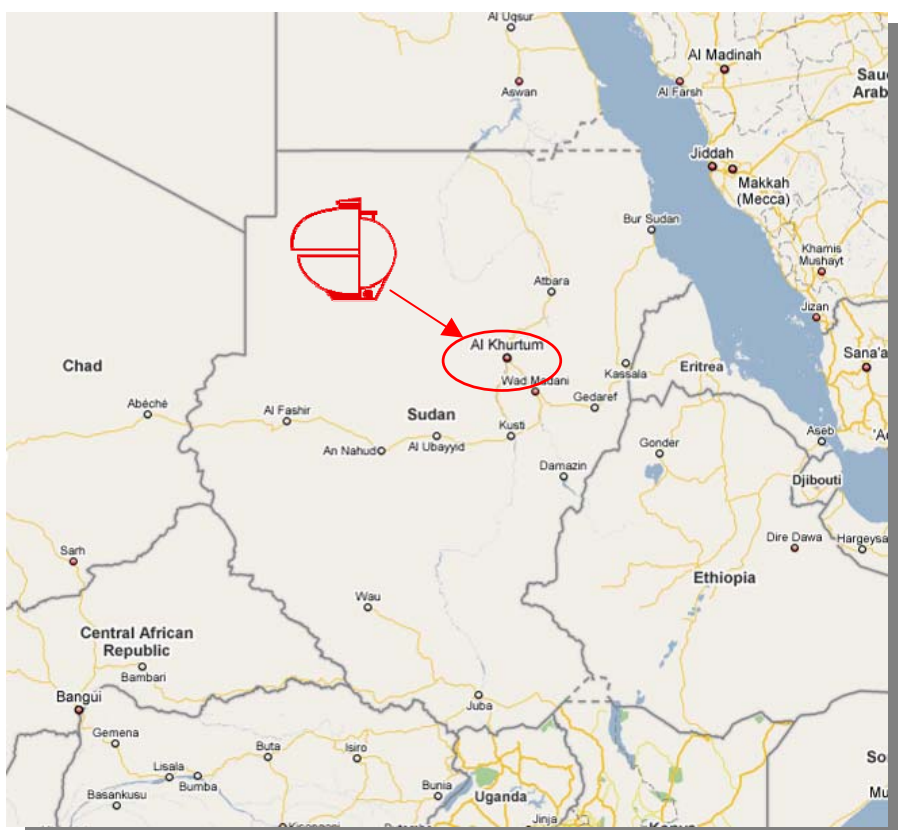 Al Uqsur
Al Madinah
Aswan
Al Farsh
Sau
Arab
Jiddah
Makkah
(Mecca)
Bur Sudan
Khamis
Mushayt
Atbara
Jizan
Al Khurtum
Sana'a
Chad
Kassala
Eritrea
Wad Madani
Gedaref
Abéché
Al Fashir
Sudan
Kusti
Aseb
An Nahud
Al Ubayyid
Gonder
Damazin
Djibouti
Sarh
Dire Dawa
Hargeysa
Ethiopia
Wau
Central African
Republic
Bambari
Bangui
Juba
Gemena
Buta
Isiro
So
Lisala
Bumba
Bunia
Basankusu
Uganda
Mu
Jinja